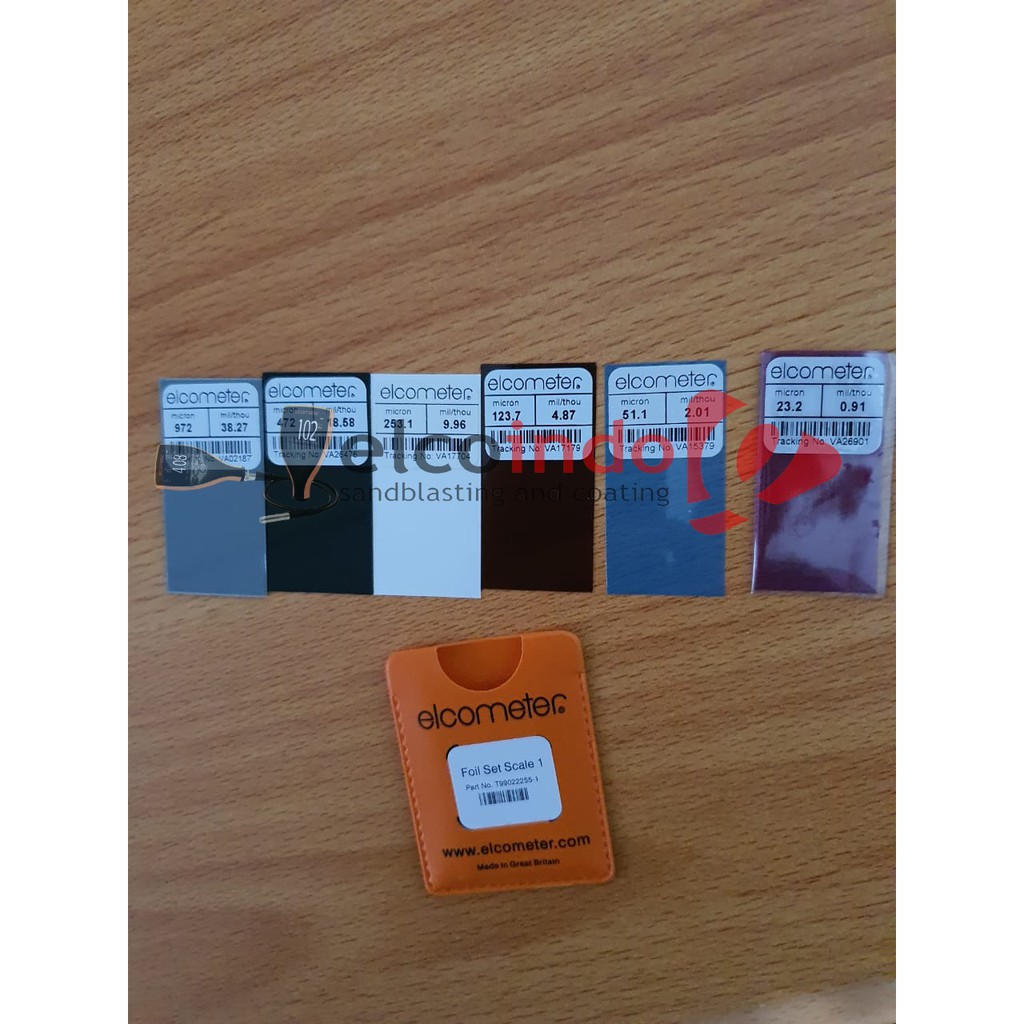 elcometer
micron mil/thou
972 38.27
VA02187
elcometer
micron mil/thou
472 18.58
Tracking No: VA26476
elcometer
micron mil/thou
253.1 9.96
Tracking No: VA17704
elcometer
micron mil/thou
123.7 4.87
Tracking No: VA17179
elcometer
micron mil/thou
51.1 2.01
Tracking No: VA15379
elcometer
micron mil/thou
23.2 0.91
Tracking No: VA26901
403
102
elcoindo
sandblasting and coating
elcometer
Foil Set Scale 1
Part No. T99022255-1
www.elcometer.com
Made in Great Britain